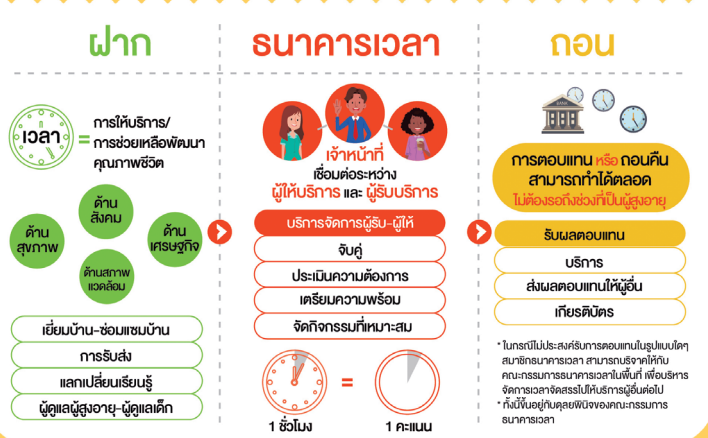 ฝาก
ธนาคารเวลา
ถอน
เวลา
=
การให้บริการ/
การช่วยเหลือพัฒนา
คุณภาพชีวิต
ด้าน
สุขภาพ
ด้าน
สังคม
ด้าน
เศรษฐกิจ
ด้านสภาพ
แวดล้อม
เยี่ยมบ้าน-ซ่อมแซมบ้าน
การรับส่ง
แลกเปลี่ยนเรียนรู้
ผู้ดูแลผู้สูงอายุ-ผู้ดูแลเด็ก
เจ้าหน้าที่
เชื่อมต่อระหว่าง
ผู้ให้บริการ และ ผู้รับบริการ
บริการจัดการผู้รับ-ผู้ให้
จับคู่
ประเมินความต้องการ
เตรียมความพร้อม
จัดกิจกรรมที่เหมาะสม
=
1 ชั่วโมง
1 คะแนน
BANK
การตอบแทน หรือ ถอนคืน
สามารถทำได้ตลอด
ไม่ต้องรอถึงช่วงที่เป็นผู้สูงอายุ
รับผลตอบแทน
บริการ
ส่งผลตอบแทนให้ผู้อื่น
เกียรติบัตร
* ในกรณีไม่ประสงค์รับการตอบแทนในรูปแบบใดๆ
สมาชิกธนาคารเวลา สามารถบริจาคให้กับ
คณะกรรมการธนาคารเวลาในพื้นที่ เพื่อบริหาร
จัดการเวลาจัดสรรไปให้บริการผู้อื่นต่อไป
* ทั้งนี้ขึ้นอยู่กับดุลยพินิจของคณะกรรมการ
ธนาคารเวลา